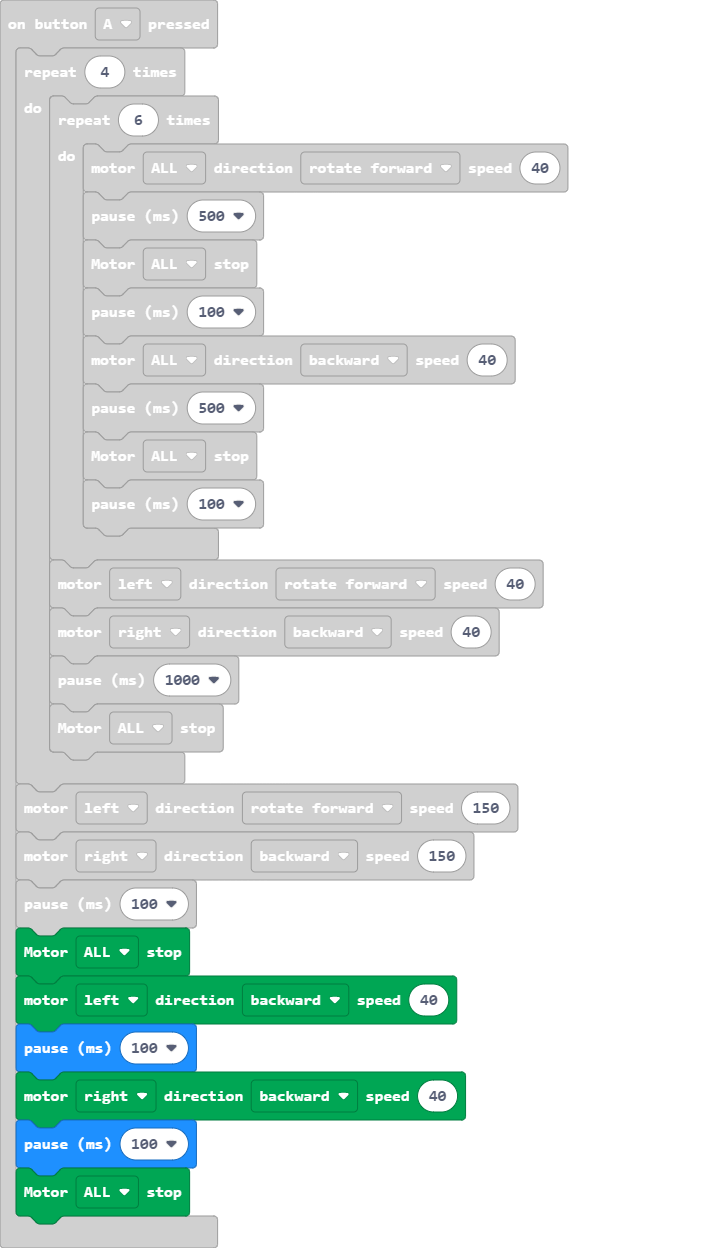 on button A pressed
repeat 4 times
do
repeat 6 times
do
motor ALL direction rotate forward speed 40
pause (ms) 500
Motor ALL stop
pause (ms) 100
motor ALL direction backward speed 40
pause (ms) 500
Motor ALL stop
pause (ms) 100
motor left direction rotate forward speed 40
motor right direction backward speed 40
pause (ms) 1000
Motor ALL stop
motor left direction rotate forward speed 150
motor right direction backward speed 150
pause (ms) 100
Motor ALL stop
motor left direction backward speed 40
pause (ms) 100
motor right direction backward speed 40
pause (ms) 100
Motor ALL stop